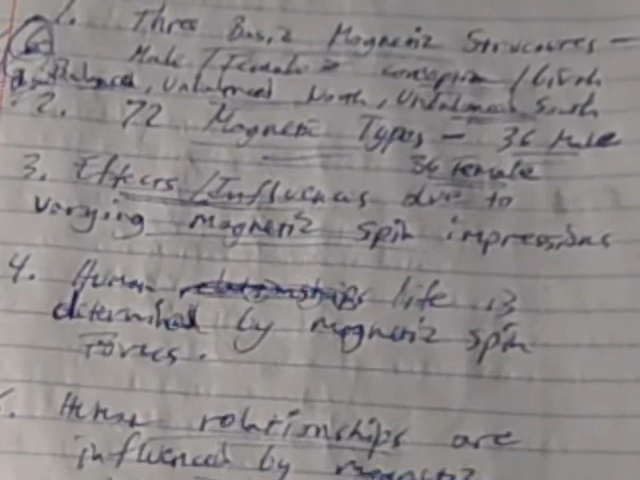 1. Three Basic Magnetic Structures -
Male / Female = conception / birth
Balanced, Unbalanced North, Unbalanced South
2. 72 Magnetic Types - 36 Male
36 female
3. Effects / Influences due to
varying magnetic spin impressions
4. Human relationships life is
determined by magnetic spin
Forces.
Human relationships are
influenced by magnetic